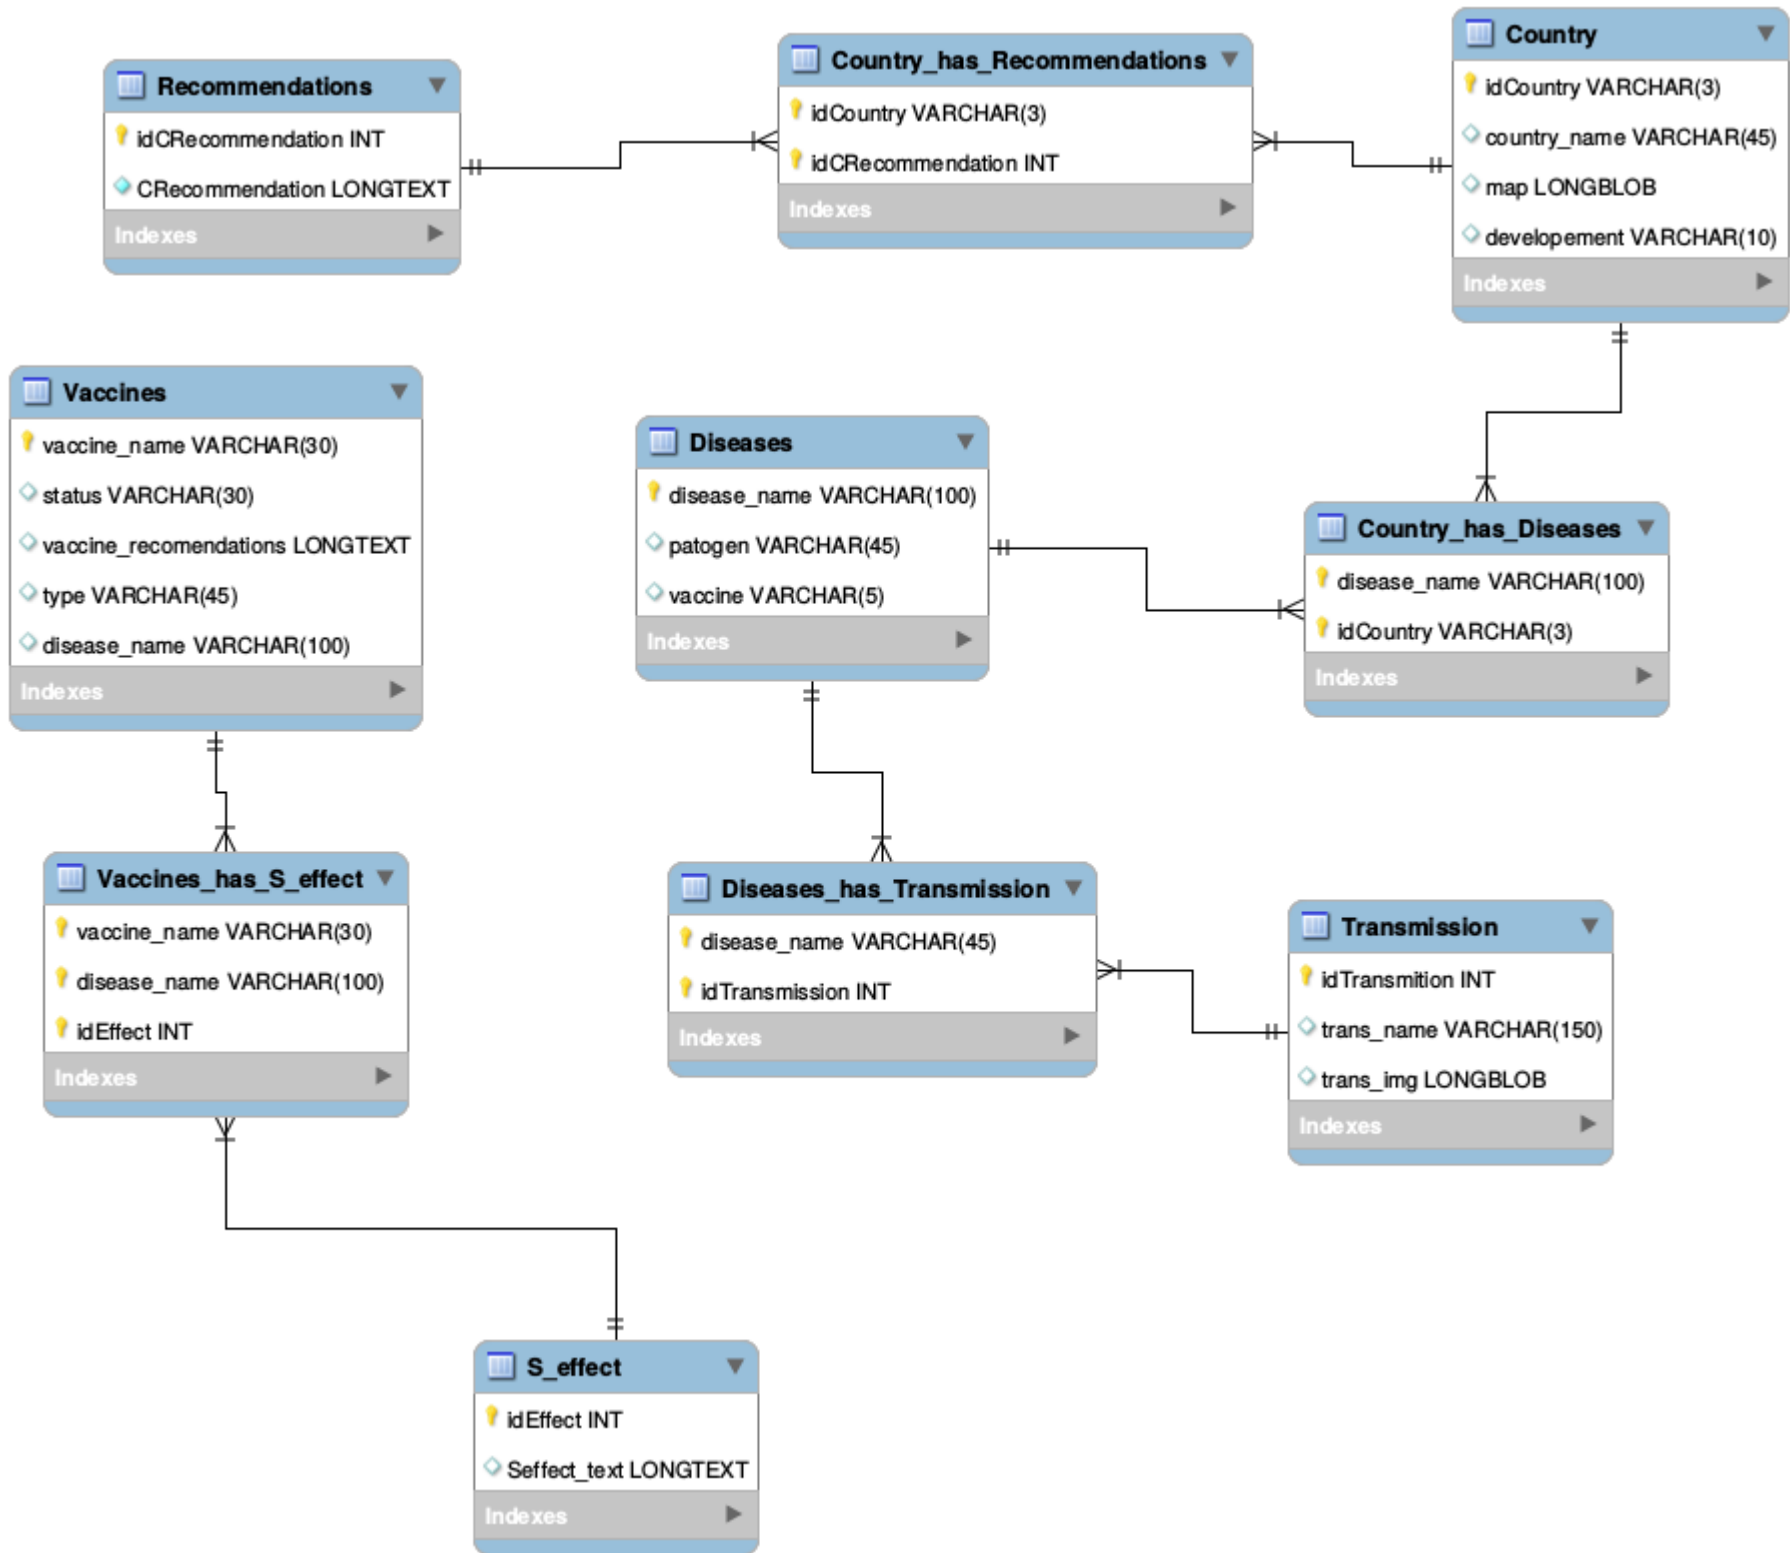 Recommendations
idCRecommendation INT
CRecommendation LONGTEXT
Indexes
Country_has_Recommendations
idCountry VARCHAR(3)
idCRecommendation INT
Indexes
Country
idCountry VARCHAR(3)
country_name VARCHAR(45)
map LONGBLOB
developement VARCHAR(10)
Indexes
Vaccines
vaccine_name VARCHAR(30)
status VARCHAR(30)
vaccine_recomendations LONGTEXT
type VARCHAR(45)
disease_name VARCHAR(100)
Indexes
Diseases
disease_name VARCHAR(100)
patogen VARCHAR(45)
vaccine VARCHAR(5)
Indexes
Country_has_Diseases
disease_name VARCHAR(100)
idCountry VARCHAR(3)
Indexes
Vaccines_has_S_effect
vaccine_name VARCHAR(30)
disease_name VARCHAR(100)
idEffect INT
Indexes
Diseases_has_Transmission
disease_name VARCHAR(45)
idTransmission INT
Indexes
Transmission
idTransmition INT
trans_name VARCHAR(150)
trans_img LONGBLOB
Indexes
S_effect
idEffect INT
Seffect_text LONGTEXT
Indexes